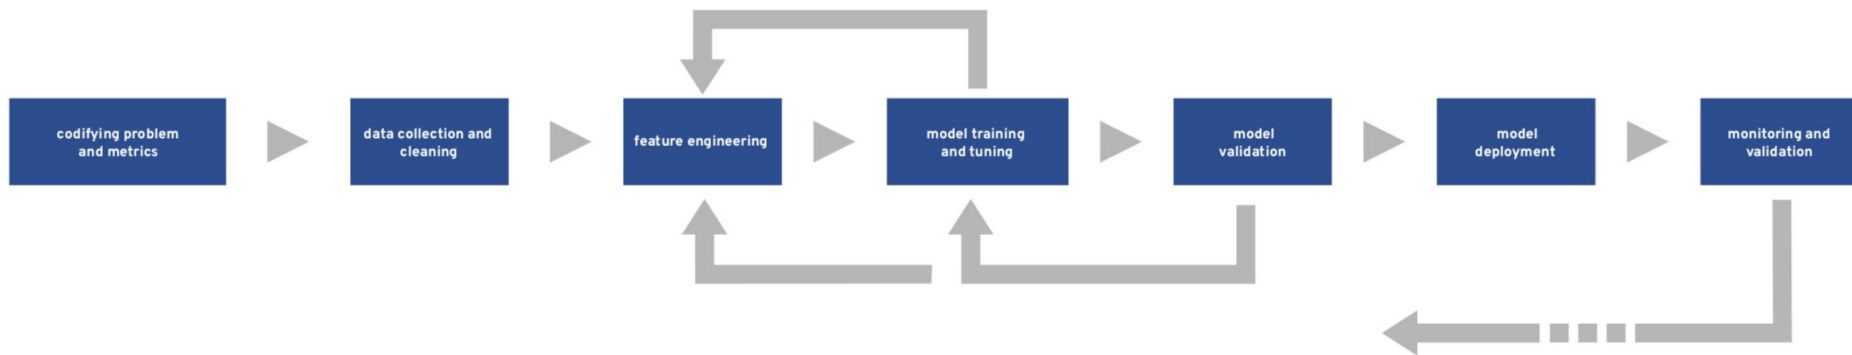 codifying problem
and metrics
data collection and
cleaning
feature engineering
model training
and tuning
model
validation
model
deployment
monitoring and
validation